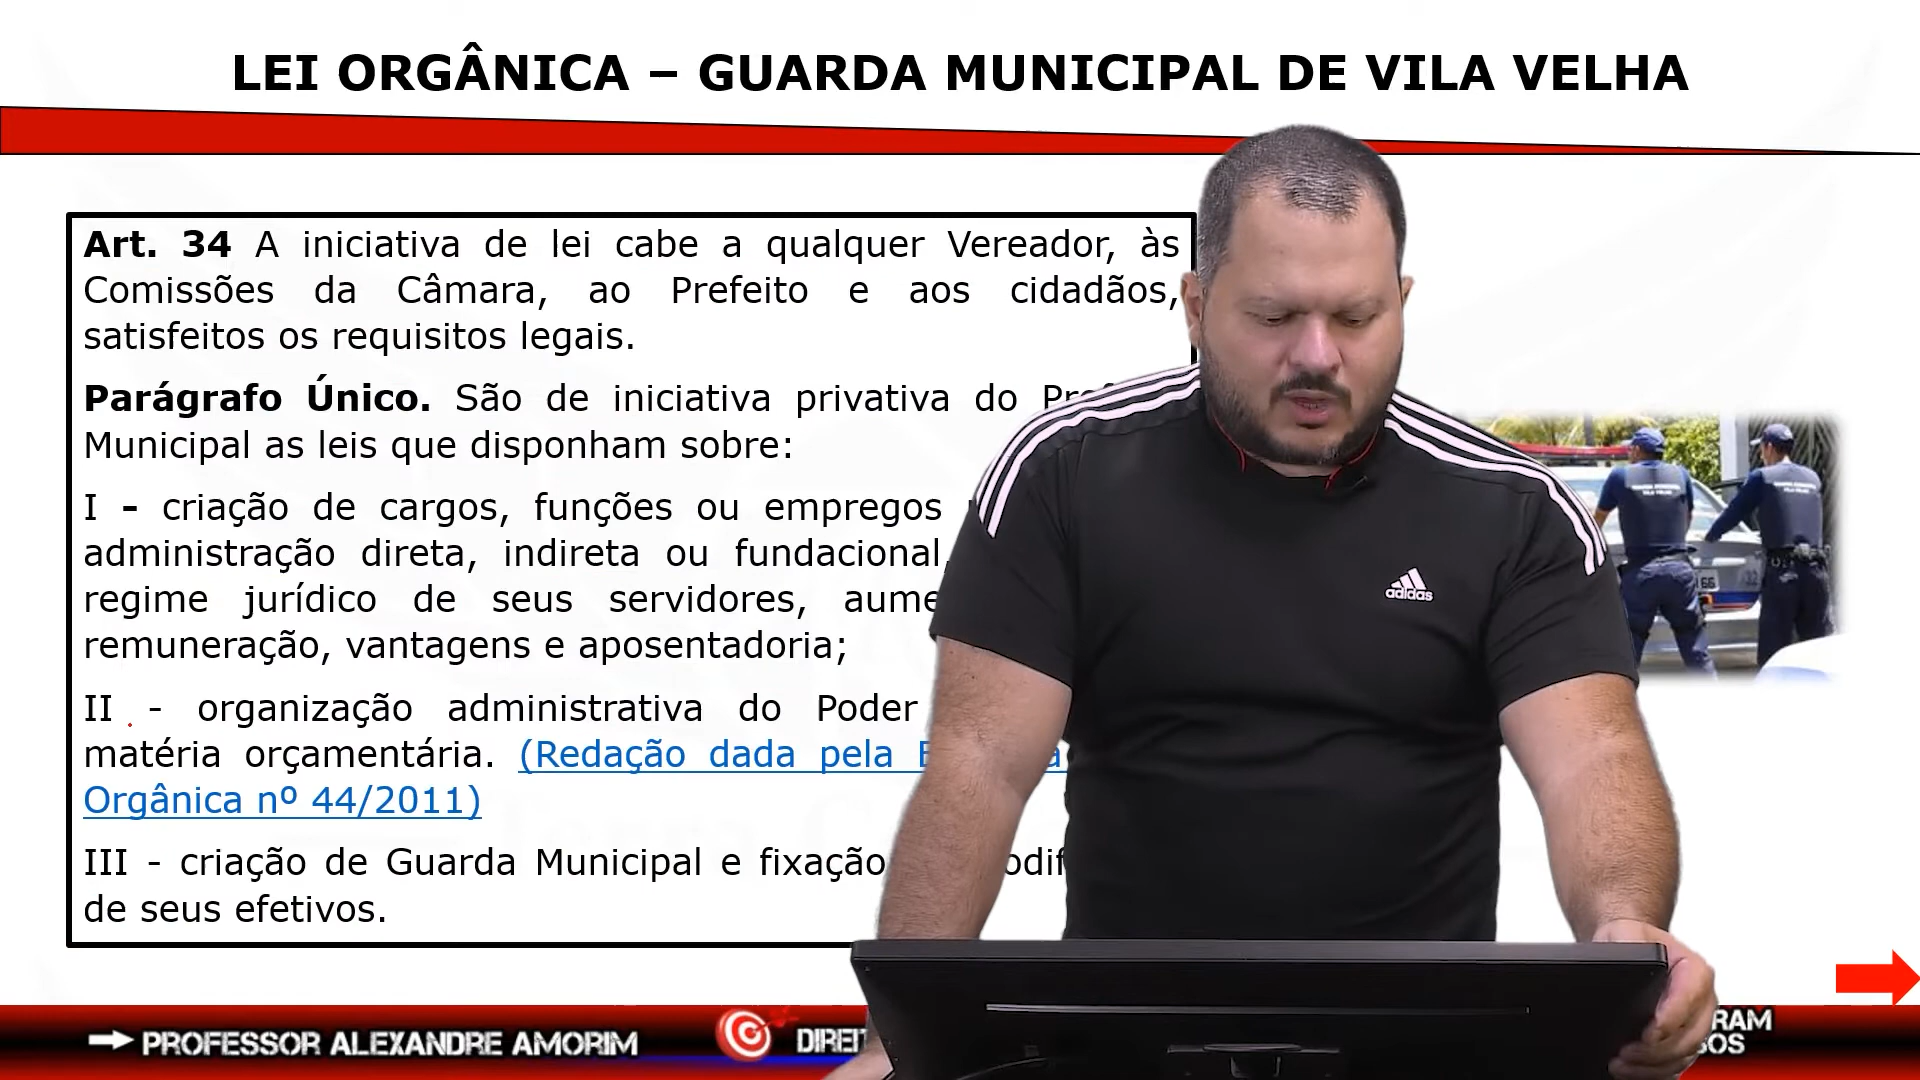 LEI ORGÂNICA – GUARDA MUNICIPAL DE VILA VELHA
Art. 34 A iniciativa de lei cabe a qualquer Vereador, às
Comissões da Câmara, ao Prefeito e aos cidadãos,
satisfeitos os requisitos legais.
Parágrafo Único. São de iniciativa privativa do
Municipal as leis que disponham sobre:
I - criação de cargos, funções ou empregos
administração direta, indireta ou fundacional,
regime jurídico de seus servidores,
remuneração, vantagens e aposentadoria;
II - organização administrativa do Poder
matéria orçamentária. (Redação dada pela
Orgânica nº 44/2011)
III - criação de Guarda Municipal e fixação
de seus efetivos.
adidas
PROFESSOR ALEXANDRE AMORIM